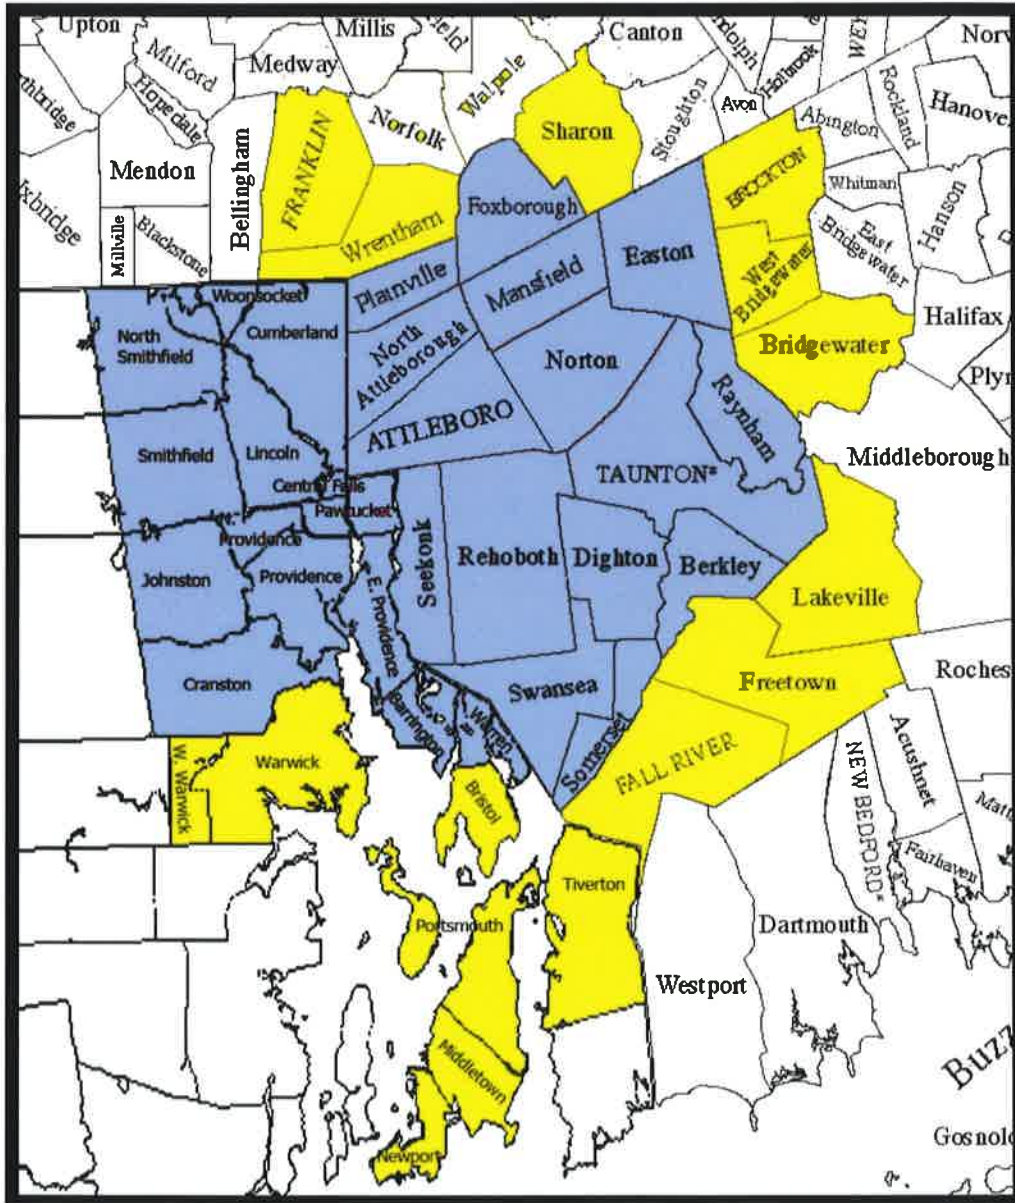 Upton
Millis
Canton
Milford
Medway
Walpole
Holbrook
Hopedale
Avon
Rockland
Norfolk
Sharon
Stoughton
Abington
FRANKLIN
Mendon
Bellingham
BROCKTON
Whitman
Hanson
Foxborough
Millville
Blackstone
Wrentham
Easton
West
Bridgewater
East
Bridgewater
Plainville
Mansfield
Woonsocket
Halifax
North
Smithfield
Cumberland
North
Attleborough
Norton
Bridgewater
Raynham
ATTLEBORO
Smithfield
Lincoln
Middleborough
TAUNTON*
Central Falls
Pawtucket
Providence
Seekonk
Rehoboth
Dighton
Berkley
Johnston
Providence
E. Providence
Lakeville
Cranston
Swansea
Freetown
Barrington
Warren
Somerset
FALL RIVER
W. Warwick
Warwick
Bristol
NEW BEDFORD*
Acushnet
Fairhaven
Tiverton
Portsmouth
Dartmouth
Westport
Middletown
Newport